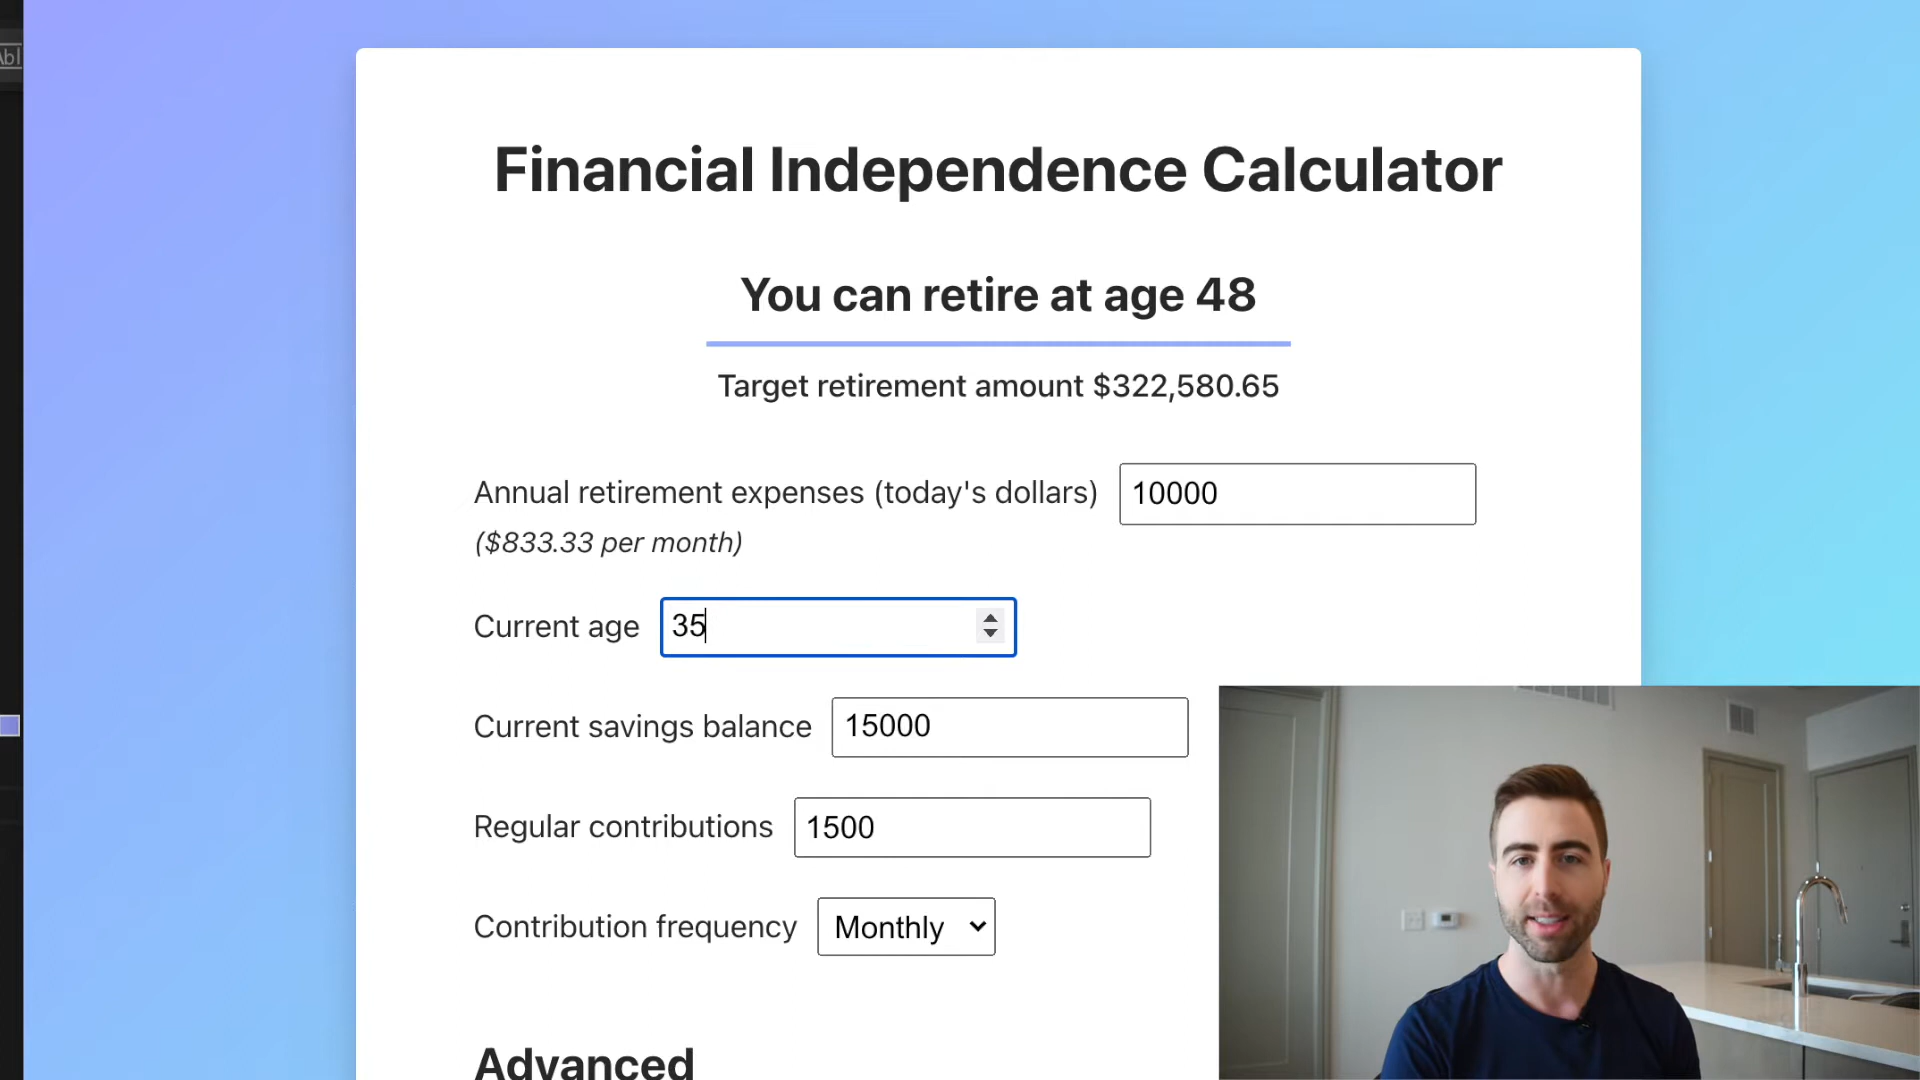 Abl
Financial Independence Calculator
You can retire at age 48
Target retirement amount $322,580.65
Annual retirement expenses (today's dollars) 10000
($833.33 per month)
Current age 35
Current savings balance 15000
Regular contributions 1500
Contribution frequency Monthly
Advanced